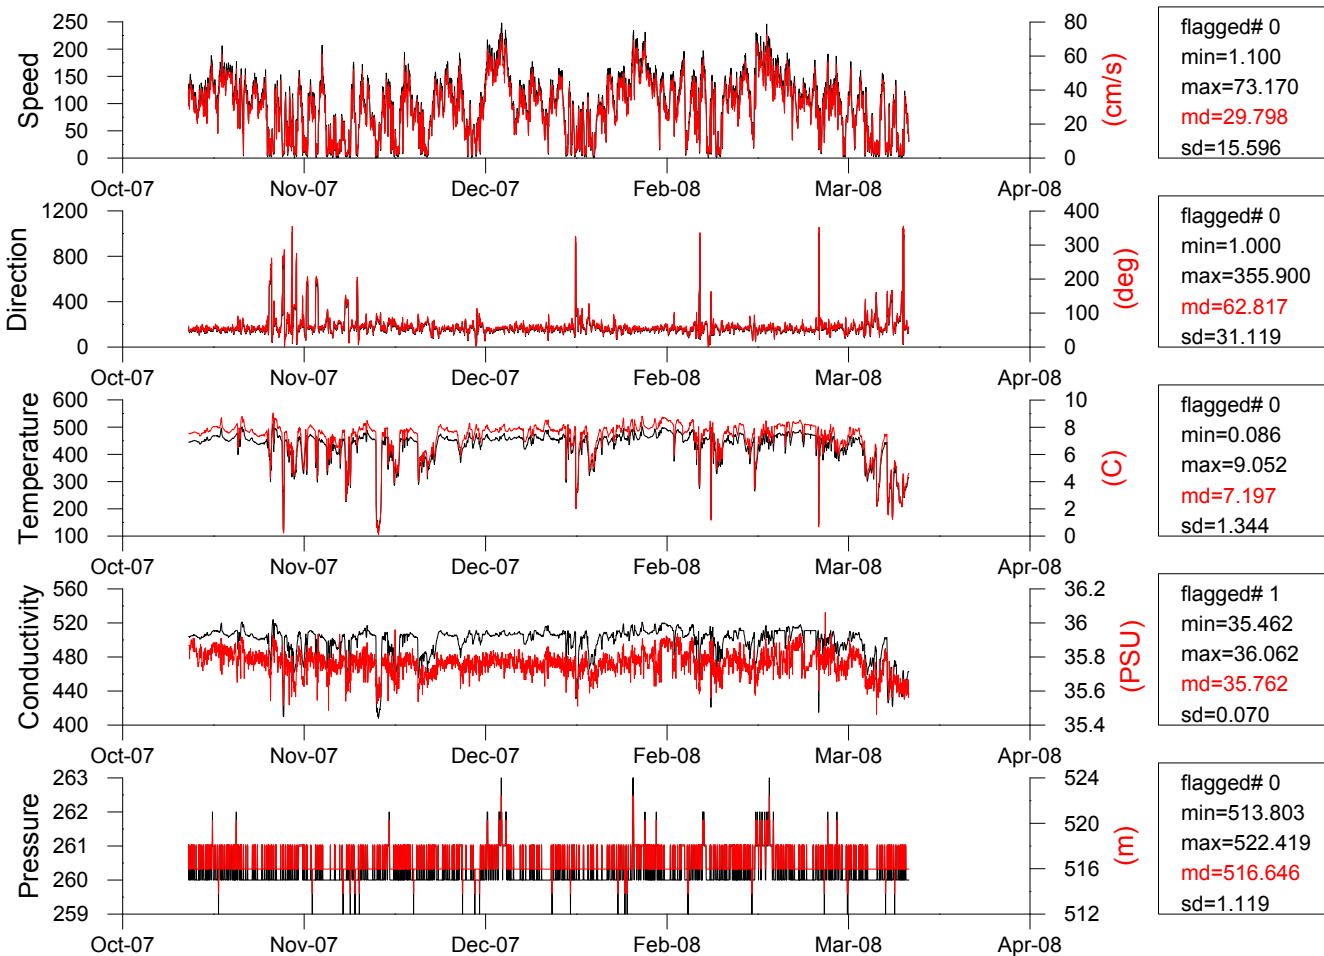 250
200
150
100
50
0
Speed
80
60
40
20
0
(cm/s)
Oct-07 Nov-07 Dec-07 Feb-08 Mar-08 Apr-08
flagged# 0
min=1.100
max=73.170
md=29.798
sd=15.596
1200
800
400
0
Direction
400
300
200
100
0
(deg)
Oct-07 Nov-07 Dec-07 Feb-08 Mar-08 Apr-08
flagged# 0
min=1.000
max=355.900
md=62.817
sd=31.119
600
500
400
300
200
100
Temperature
10
8
6
4
2
0
(C)
Oct-07 Nov-07 Dec-07 Feb-08 Mar-08 Apr-08
flagged# 0
min=0.086
max=9.052
md=7.197
sd=1.344
560
520
480
440
400
Conductivity
36.2
36
35.8
35.6
35.4
(PSU)
Oct-07 Nov-07 Dec-07 Feb-08 Mar-08 Apr-08
flagged# 1
min=35.462
max=36.062
md=35.762
sd=0.070
263
262
261
260
259
Pressure
524
520
516
512
(m)
Oct-07 Nov-07 Dec-07 Feb-08 Mar-08 Apr-08
flagged# 0
min=513.803
max=522.419
md=516.646
sd=1.119